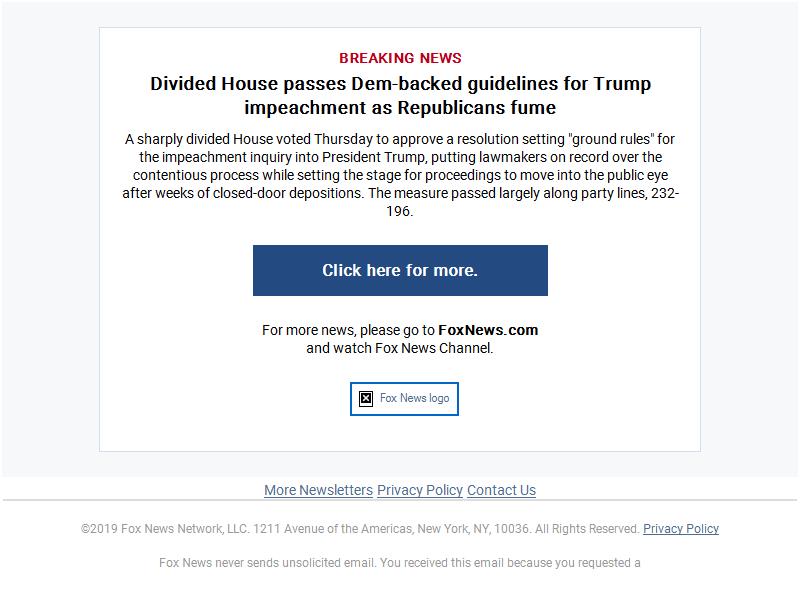 BREAKING NEWS
Divided House passes Dem-backed guidelines for Trump
impeachment as Republicans fume
A sharply divided House voted Thursday to approve a resolution setting "ground rules" for
the impeachment inquiry into President Trump, putting lawmakers on record over the
contentious process while setting the stage for proceedings to move into the public eye
after weeks of closed-door depositions. The measure passed largely along party lines, 232-
196.
Click here for more.
For more news, please go to FoxNews.com
and watch Fox News Channel.
Fox News logo
More Newsletters Privacy Policy Contact Us
©2019 Fox News Network, LLC. 1211 Avenue of the Americas, New York, NY, 10036. All Rights Reserved. Privacy Policy
Fox News never sends unsolicited email. You received this email because you requested a